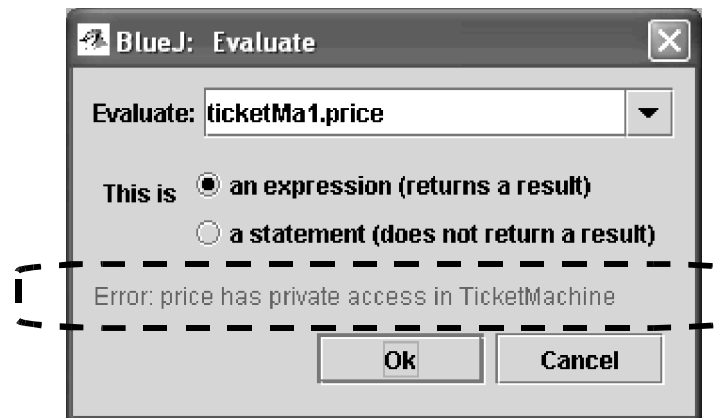 BlueJ: Evaluate
Evaluate: ticketMa1.price
This is an expression (returns a result)
a statement (does not return a result)
Error: price has private access in TicketMachine
Ok Cancel